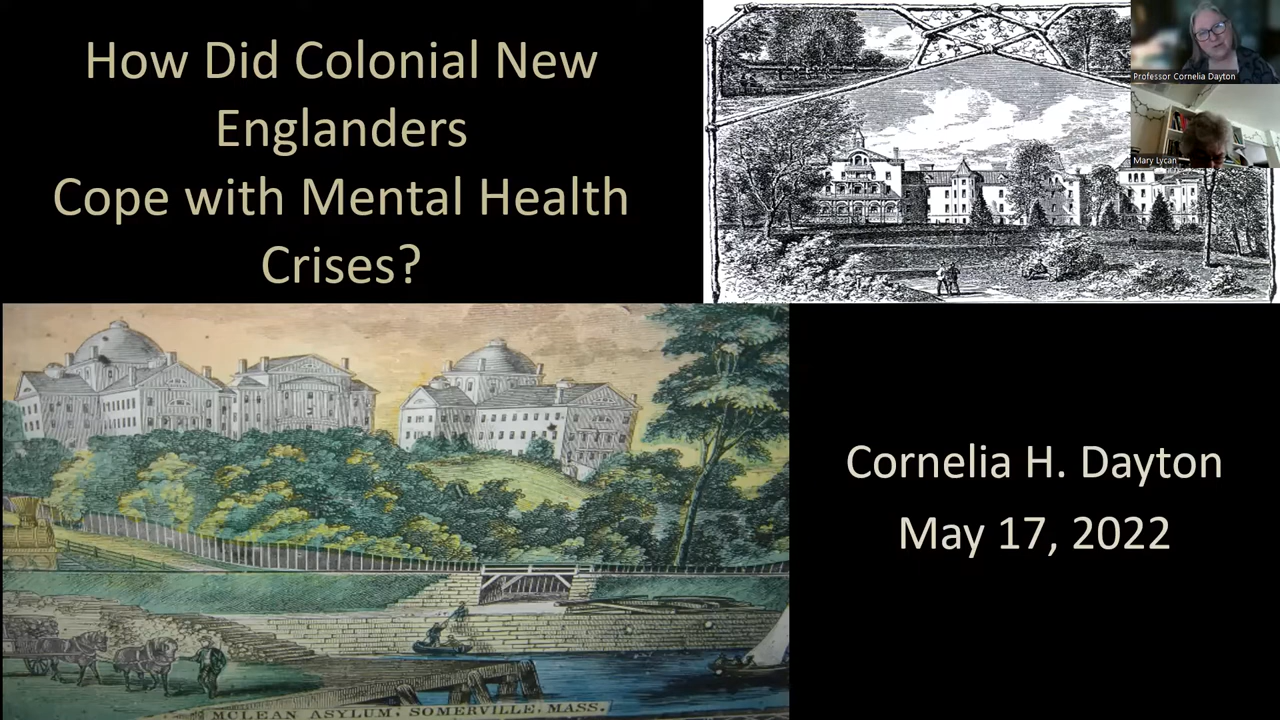 How Did Colonial New
Englanders
Cope with Mental Health
Crises?
Professor Cornelia Dayton
Mary Lycan
Cornelia H. Dayton
May 17, 2022
MCLEAN ASYLUM, SOMERVILLE, MASS.